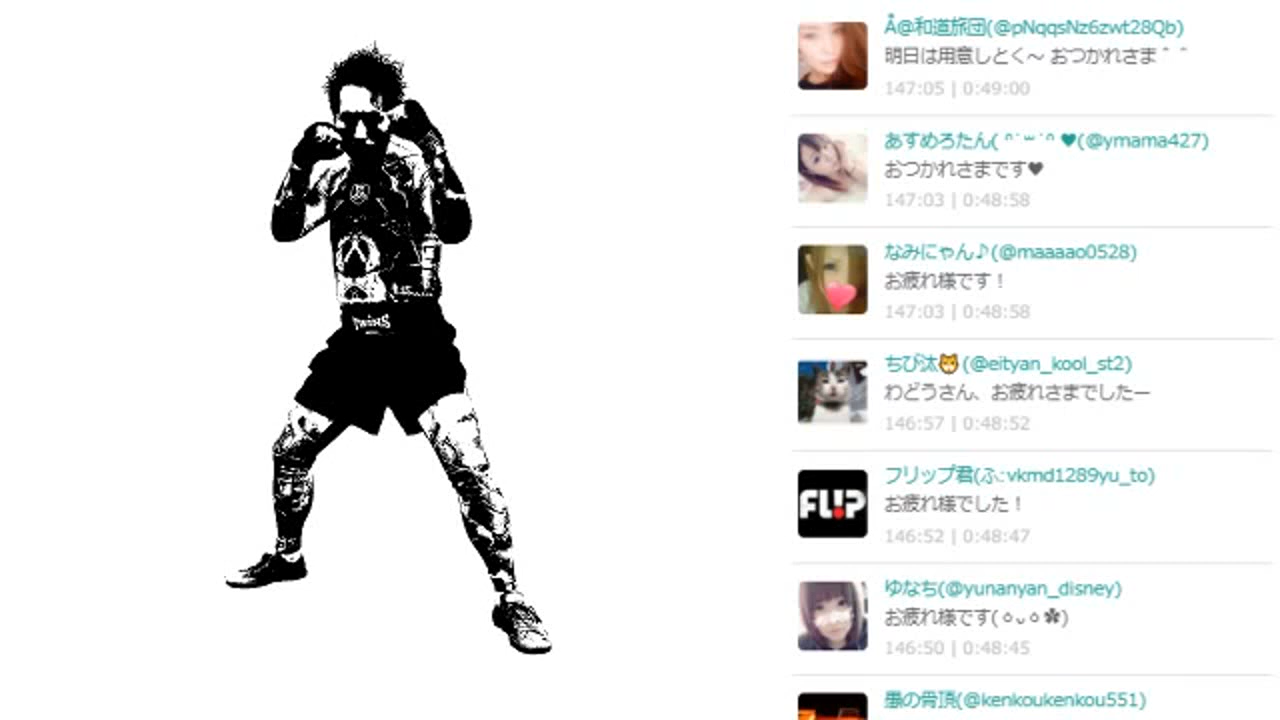 Å@和道旅団(@pNqqsNz6zwt28Qb)
明日は用意しとく～ おつかれさま＾＾
147:05 | 0:49:00
あすめろたん( ᐢ˙꒳˙ᐢ ♥(@ymama427)
おつかれさまです♥
147:03 | 0:48:58
なみにゃん♪(@maaaao0528)
お疲れ様です！
147:03 | 0:48:58
ちび汰🐯(@eityan_kool_st2)
わどうさん、お疲れさまでしたー
146:57 | 0:48:52
フリップ君(ふ:vkmd1289yu_to)
お疲れ様でした！
146:52 | 0:48:47
FL!P
ゆなち(@yunanyan_disney)
お疲れ様です(ㆁᴗㆁ✿)
146:50 | 0:48:45
愚の骨頂(@kenkoukenkou551)
TWINS